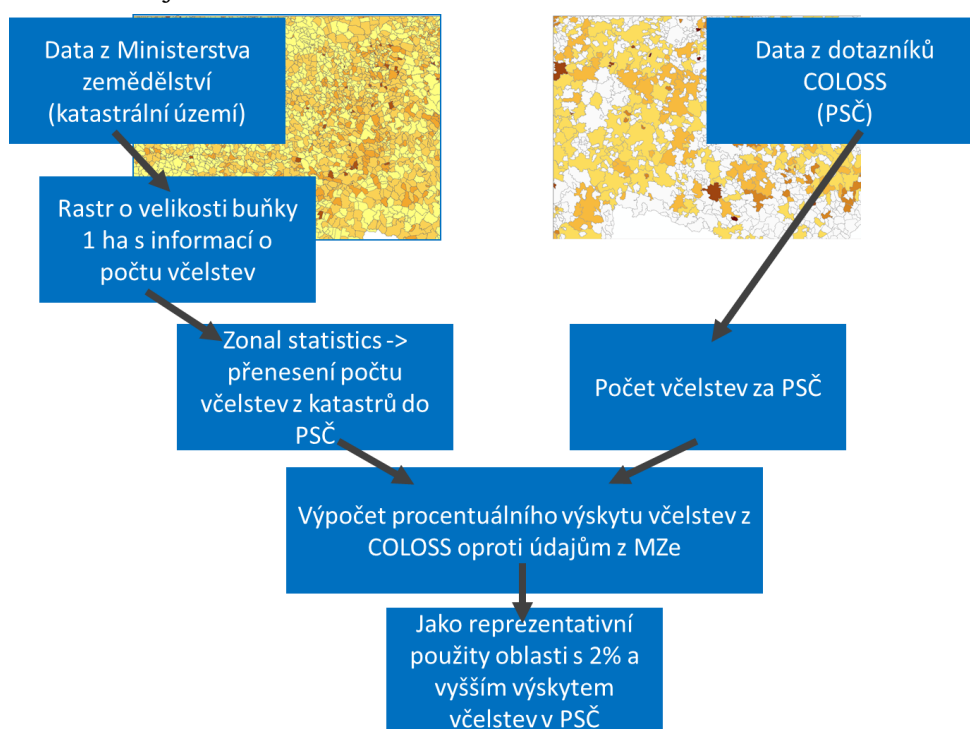 Data z Ministerstva
zemědělství
(katastrální území)
Data z dotazníků
COLOSS
(PSČ)
Rastr o velikosti buňky
1 ha s informací o
počtu včelstev
Zonal statistics ->
přenesení počtu
včelstev z katastrů do
PSČ
Počet včelstev za PSČ
Výpočet procentuálního výskytu včelstev z
COLOSS oproti údajům z MZe
Jako reprezentativní
použity oblasti s 2% a
vyšším výskytem
včelstev v PSČ